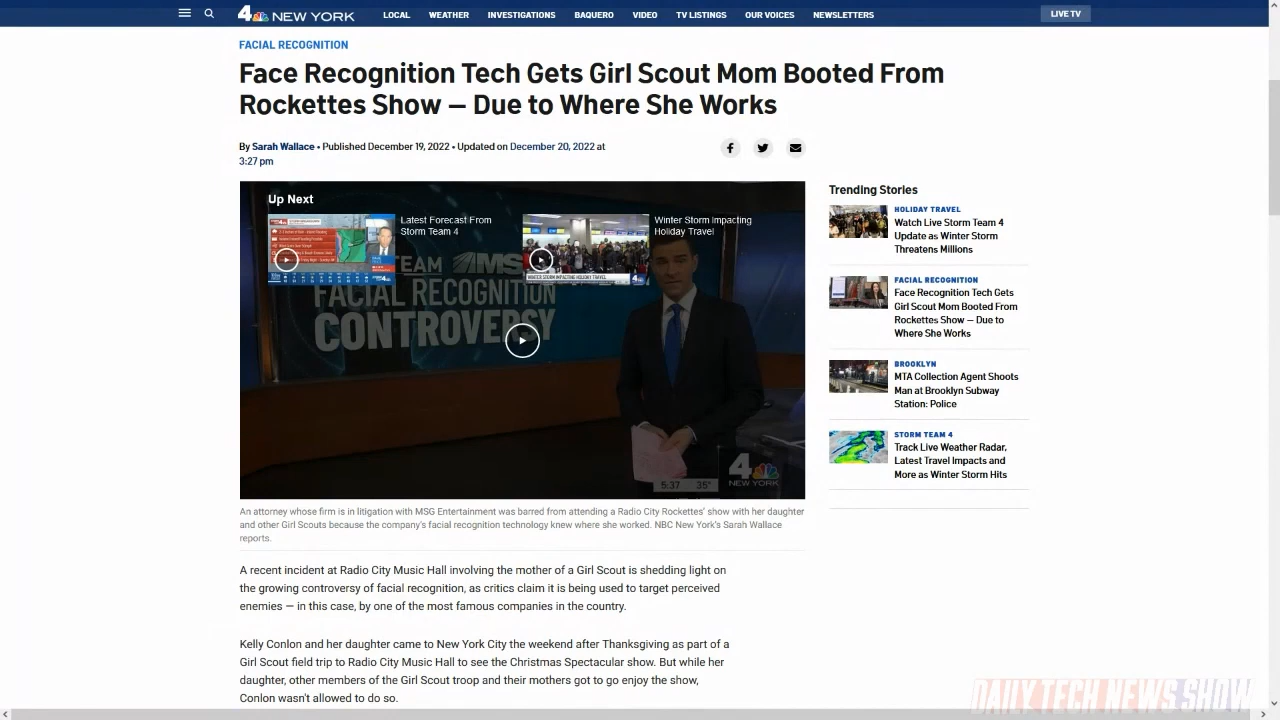 4 NEW YORK
LOCAL
WEATHER
INVESTIGATIONS
BAQUERO
VIDEO
TV LISTINGS
OUR VOICES
NEWSLETTERS
LIVE TV
FACIAL RECOGNITION
Face Recognition Tech Gets Girl Scout Mom Booted From
Rockettes Show – Due to Where She Works
By Sarah Wallace • Published December 19, 2022 • Updated on December 20, 2022 at
3:27 pm
Up Next
Latest Forecast From
Storm Team 4
Winter Storm Impacting
Holiday Travel
WINTER STORM IMPACTING HOLIDAY TRAVEL
TEAM
FACIAL RECOGNITION
CONTROVERSY
4
NEW YORK
5:37 35°
An attorney whose firm is in litigation with MSG Entertainment was barred from attending a Radio City Rockettes' show with her daughter
and other Girl Scouts because the company's facial recognition technology knew where she worked. NBC New York's Sarah Wallace
reports.
A recent incident at Radio City Music Hall involving the mother of a Girl Scout is shedding light on
the growing controversy of facial recognition, as critics claim it is being used to target perceived
enemies — in this case, by one of the most famous companies in the country.
Kelly Conlon and her daughter came to New York City the weekend after Thanksgiving as part of a
Girl Scout field trip to Radio City Music Hall to see the Christmas Spectacular show. But while her
daughter, other members of the Girl Scout troop and their mothers got to go enjoy the show,
Conlon wasn't allowed to do so.
Trending Stories
HOLIDAY TRAVEL
Watch Live Storm Team 4
Update as Winter Storm
Threatens Millions
FACIAL RECOGNITION
Face Recognition Tech Gets
Girl Scout Mom Booted From
Rockettes Show – Due to
Where She Works
BROOKLYN
MTA Collection Agent Shoots
Man at Brooklyn Subway
Station: Police
STORM TEAM 4
Track Live Weather Radar,
Latest Travel Impacts and
More as Winter Storm Hits
DAILY TECH NEWS SHOW